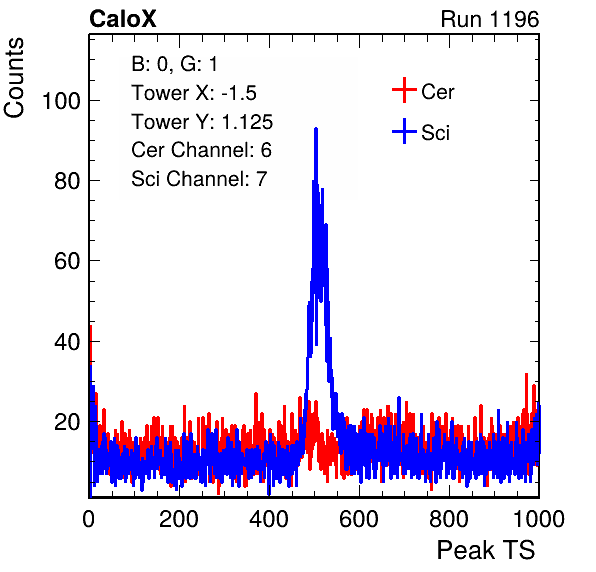 CaloX Run 1196
Counts
B: 0, G: 1
Tower X: -1.5
Tower Y: 1.125
Cer Channel: 6
Sci Channel: 7
Cer
Sci
100
80
60
40
20
0 200 400 600 800 1000
Peak TS